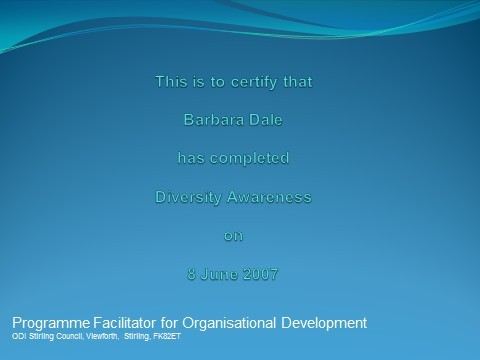 This is to certify that
Barbara Dale
has completed
Diversity Awareness
on
8 June 2007
Programme Facilitator for Organisational Development
ODI Stirling Council, Viewforth, Stirling, FK82ET